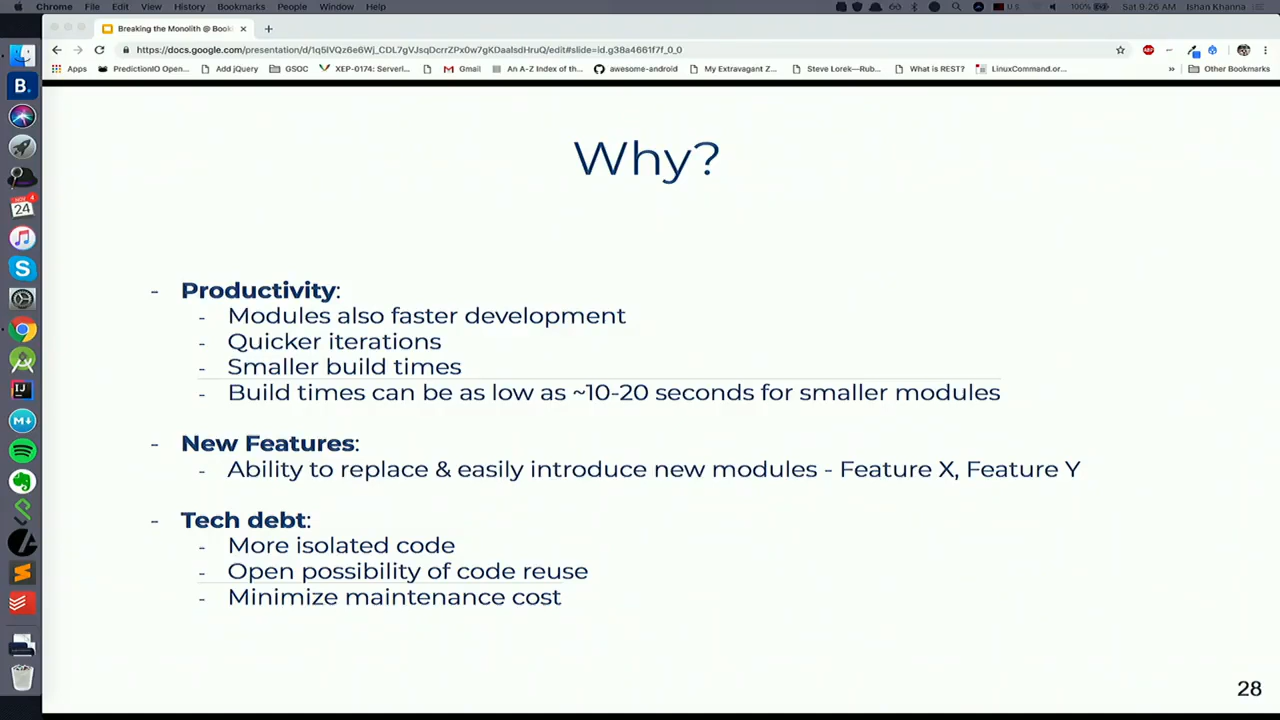 Chrome File Edit View History Bookmarks People Window Help 100% Sat 9:26 AM Ishan Khanna
Breaking the Monolith @ Book
https://docs.google.com/presentation/d/1q5lVQz6e6Wj_CDL7gVJsqDcrrZPx0w7gKDaalsdHruQ/edit#slide=id.g38a4661f7f_0_0
Apps PredictionIO Open... Add jQuery GSOC XEP-0174: Serverl... Gmail An A-Z Index of th... awesome-android My Extravagant Z... Steve Lorek—Rub... What is REST? LinuxCommand.or... » Other Bookmarks
Why?
- Productivity:
- Modules also faster development
- Quicker iterations
- Smaller build times
- Build times can be as low as ~10-20 seconds for smaller modules
- New Features:
- Ability to replace & easily introduce new modules - Feature X, Feature Y
- Tech debt:
- More isolated code
- Open possibility of code reuse
- Minimize maintenance cost
28
B.
4
24